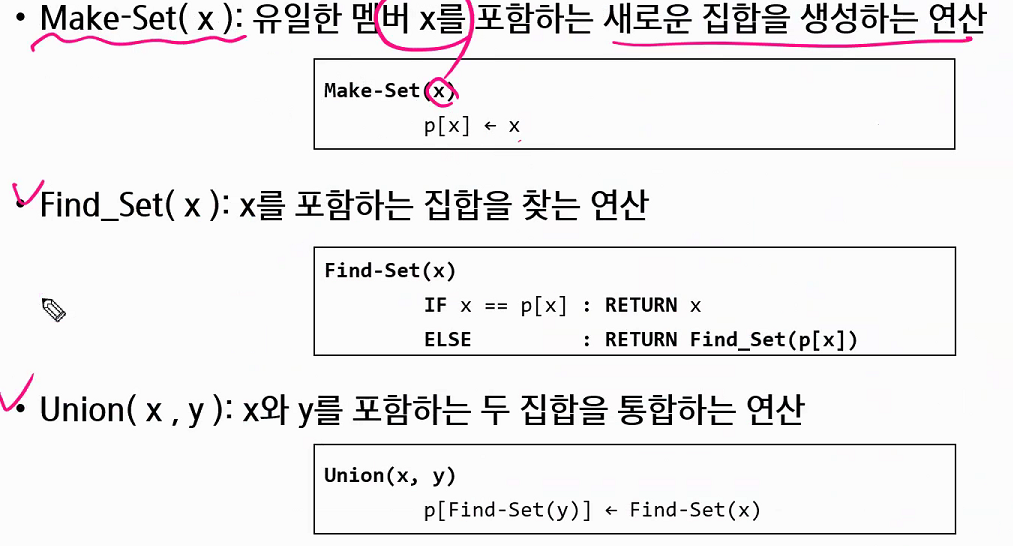 • Make-Set( x ): 유일한 멤버 x를 포함하는 새로운 집합을 생성하는 연산
Make-Set(x)
p[x] ← x
• Find_Set( x ): x를 포함하는 집합을 찾는 연산
Find-Set(x)
IF x == p[x] : RETURN x
ELSE : RETURN Find_Set(p[x])
• Union( x , y ): x와 y를 포함하는 두 집합을 통합하는 연산
Union(x, y)
p[Find-Set(y)] ← Find-Set(x)